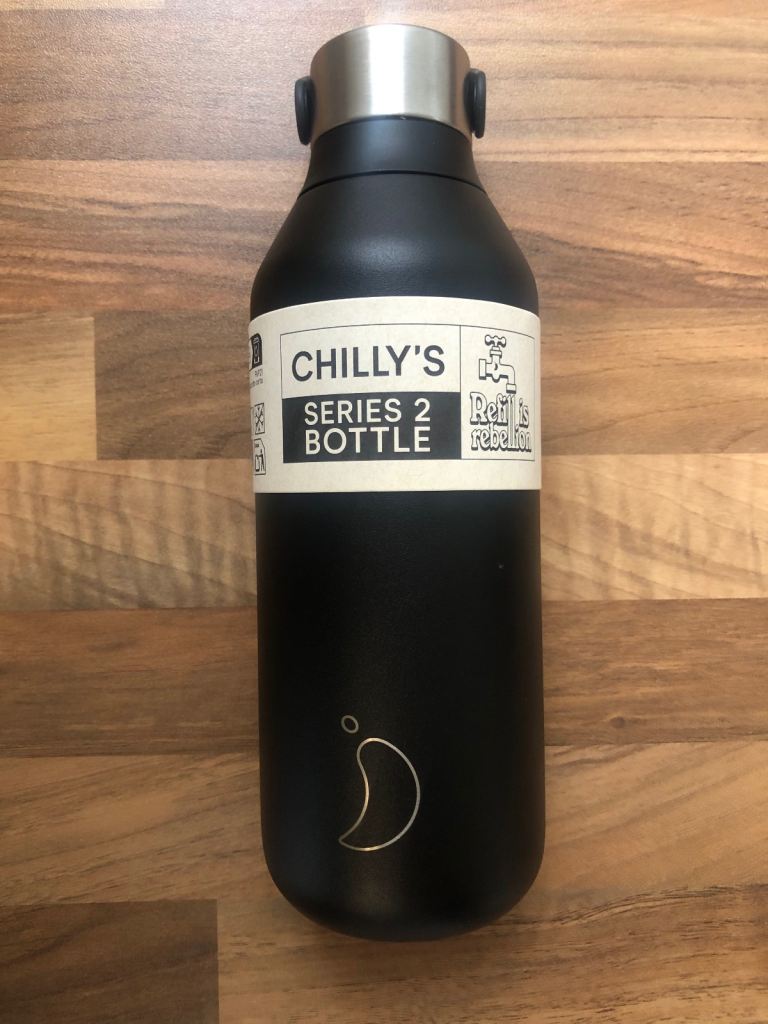 CHILLY'S
SERIES 2
BOTTLE
Refill is
rebellion